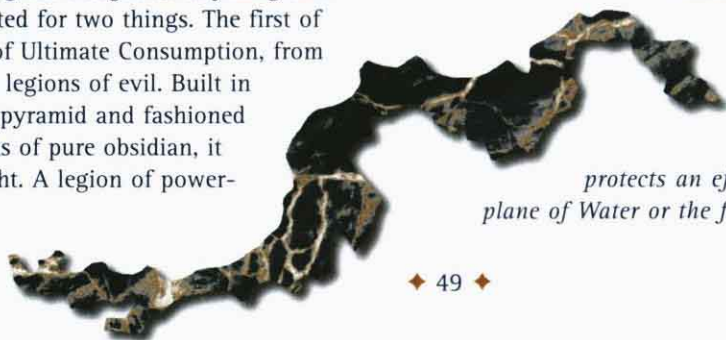 ted for two things. The first of
of Ultimate Consumption, from
legions of evil. Built in
pyramid and fashioned
s of pure obsidian, it
ht. A legion of power-
protects an ef
plane of Water or the f
49